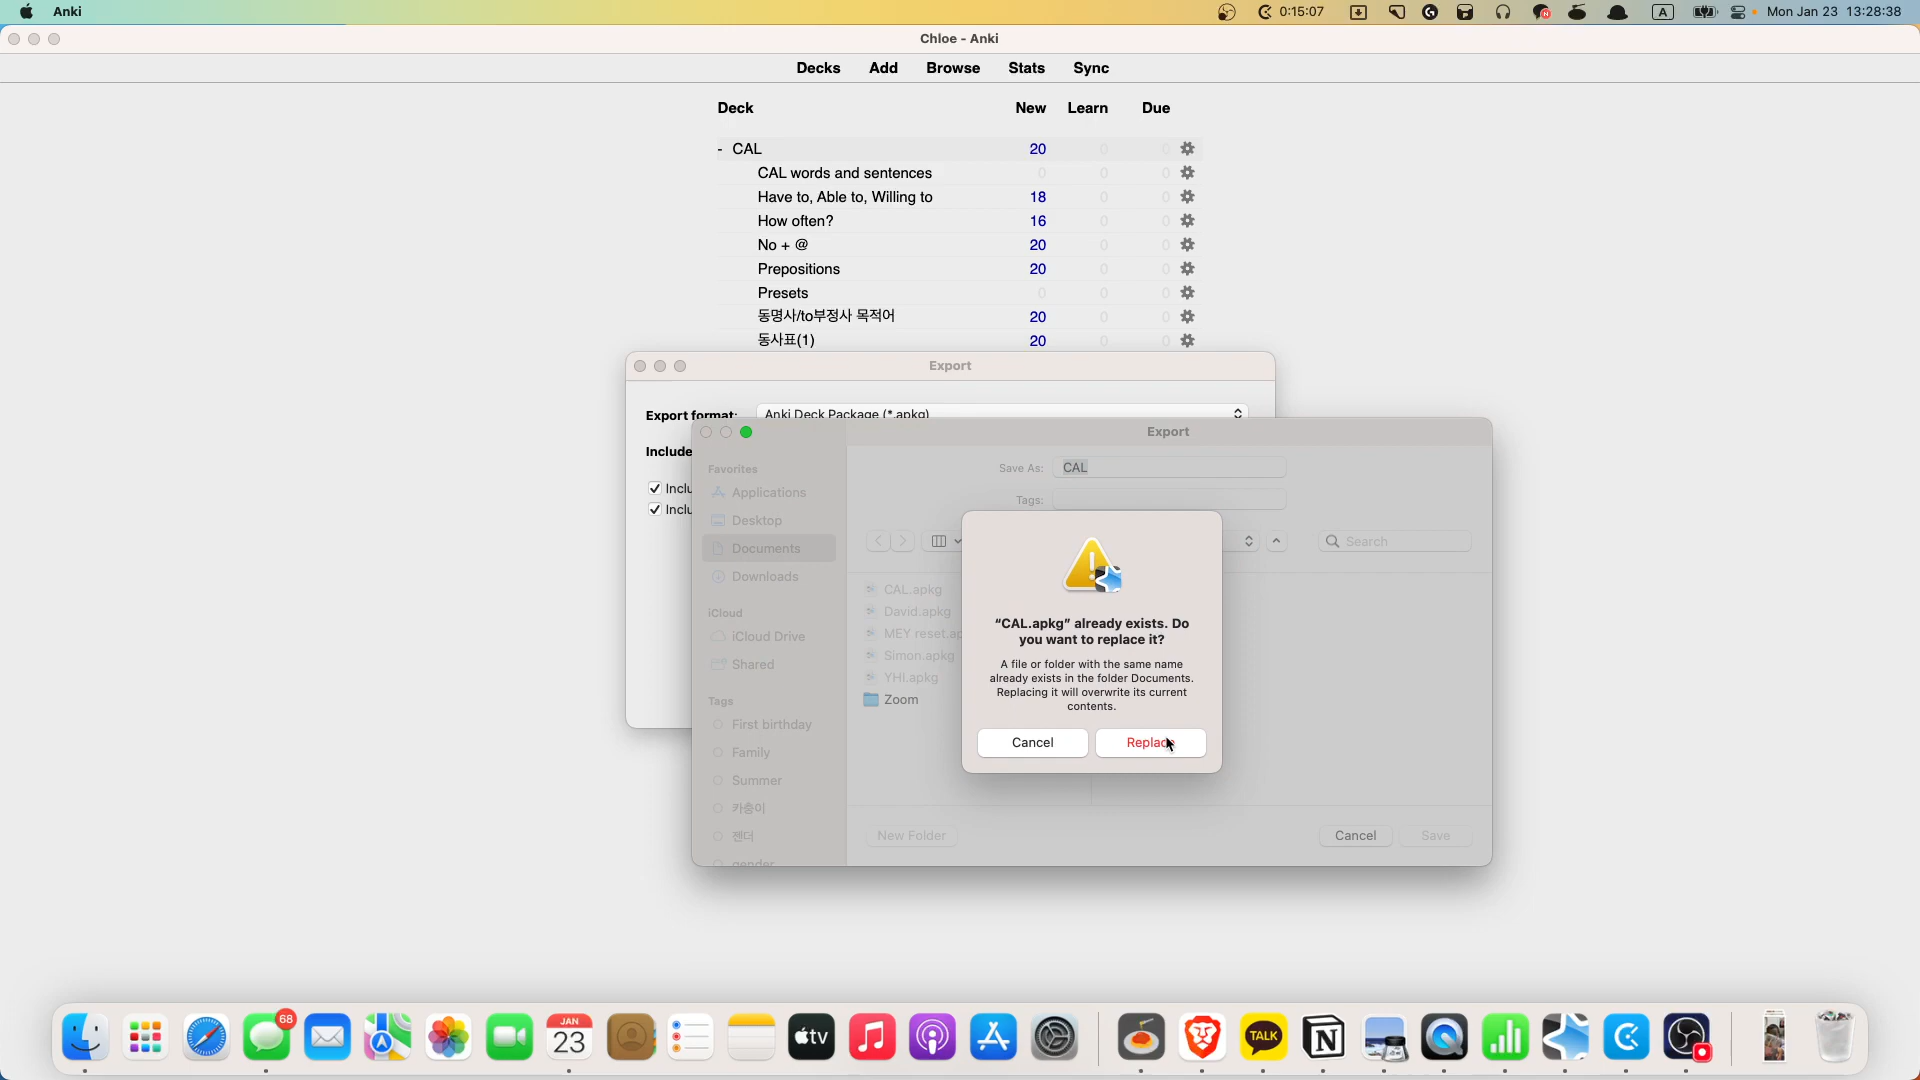 Anki
0:15:07
A
Mon Jan 23 13:28:38
Chloe - Anki
Decks Add Browse Stats Sync
Deck New Learn Due
- CAL 20 0 0
CAL words and sentences 0 0 0
Have to, Able to, Willing to 18 0 0
How often? 16 0 0
No + @ 20 0 0
Prepositions 20 0 0
Presets 0 0 0
동명사/to부정사 목적어 20 0 0
동사표(1) 20 0 0
Export
Export format: Anki Deck Package (*.apkg)
Include
Inclu
Inclu
Export
Save As: CAL
Tags:
Search
Favorites
Applications
Desktop
Documents
Downloads
iCloud
iCloud Drive
Shared
Tags
First birthday
Family
Summer
카충이
젠더
gender
CAL.apkg
David.apkg
MEY reset.ap
Simon.apkg
YHI.apkg
Zoom
"CAL.apkg" already exists. Do
you want to replace it?
A file or folder with the same name
already exists in the folder Documents.
Replacing it will overwrite its current
contents.
Cancel Replace
New Folder Cancel Save
68
JAN
23
tv
TALK